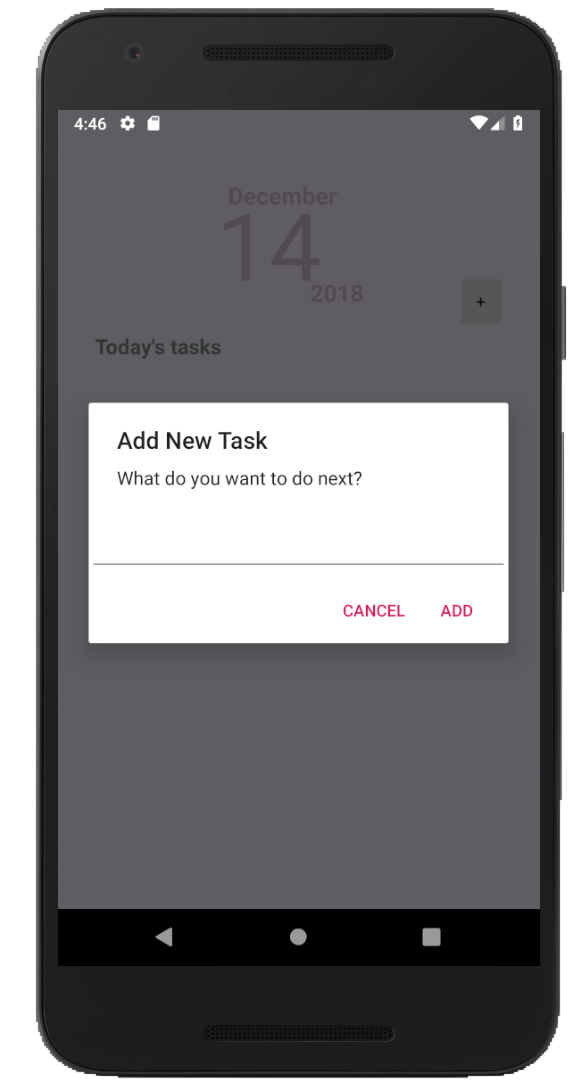 4:46
December
14
2018
+
Today's tasks
Add New Task
What do you want to do next?
CANCEL ADD